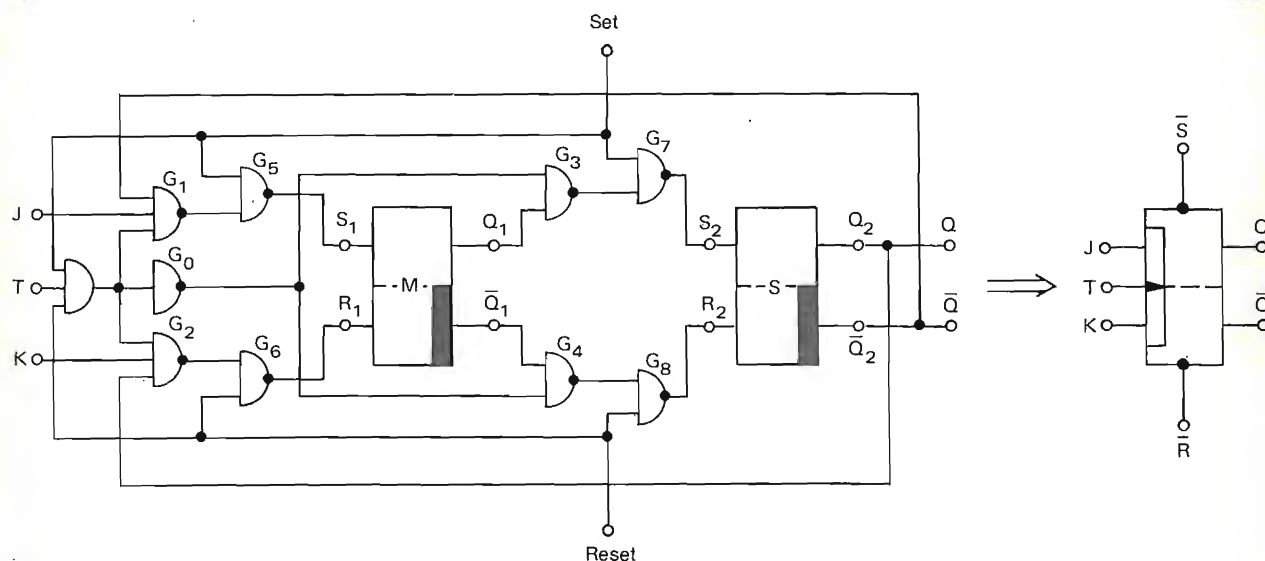 Set
G₇
G₅
G₃
G₁
J
S₁
Q₁
S₂
Q₂
Q
G₀
T
M
S
R₁
Q̄₁
R₂
Q̄₂
Q̄
G₂
K
G₆
G₄
G₈
Reset
S̄
J
T
K
R̄